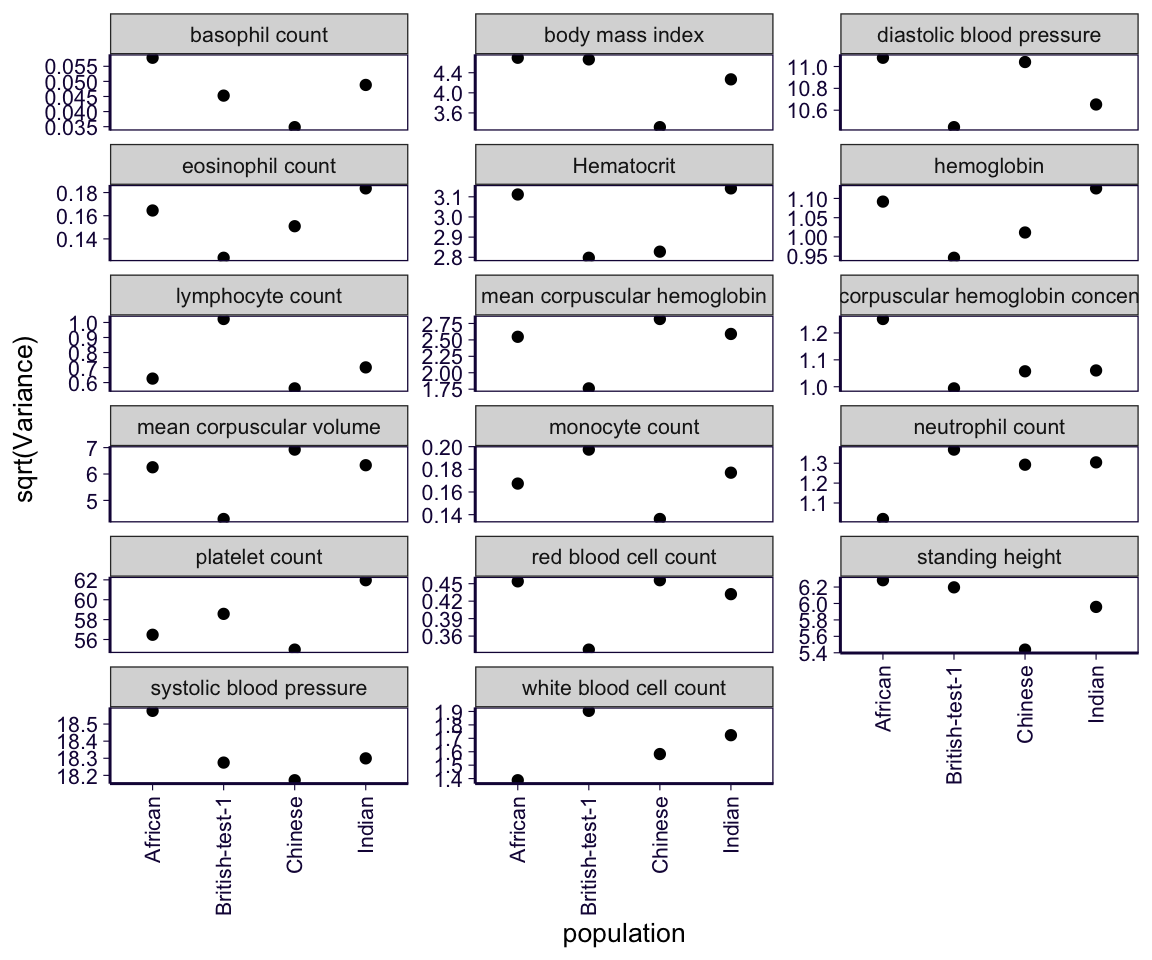 basophil count
body mass index
diastolic blood pressure
0.055
0.050
0.045
0.040
0.035
4.4
4.0
3.6
11.0
10.8
10.6
eosinophil count
Hematocrit
hemoglobin
0.18
0.16
0.14
3.1
3.0
2.9
2.8
1.10
1.05
1.00
0.95
lymphocyte count
mean corpuscular hemoglobin
corpuscular hemoglobin concen
1.0
0.9
0.8
0.7
0.6
2.75
2.50
2.25
2.00
1.75
1.2
1.1
1.0
mean corpuscular volume
monocyte count
neutrophil count
7
6
5
0.20
0.18
0.16
0.14
1.3
1.2
1.1
platelet count
red blood cell count
standing height
62
60
58
56
0.45
0.42
0.39
0.36
6.2
6.0
5.8
5.6
5.4
systolic blood pressure
white blood cell count
18.5
18.4
18.3
18.2
1.9
1.8
1.7
1.6
1.5
1.4
African
British-test-1
Chinese
Indian
African
British-test-1
Chinese
Indian
African
British-test-1
Chinese
Indian
population
sqrt(Variance)